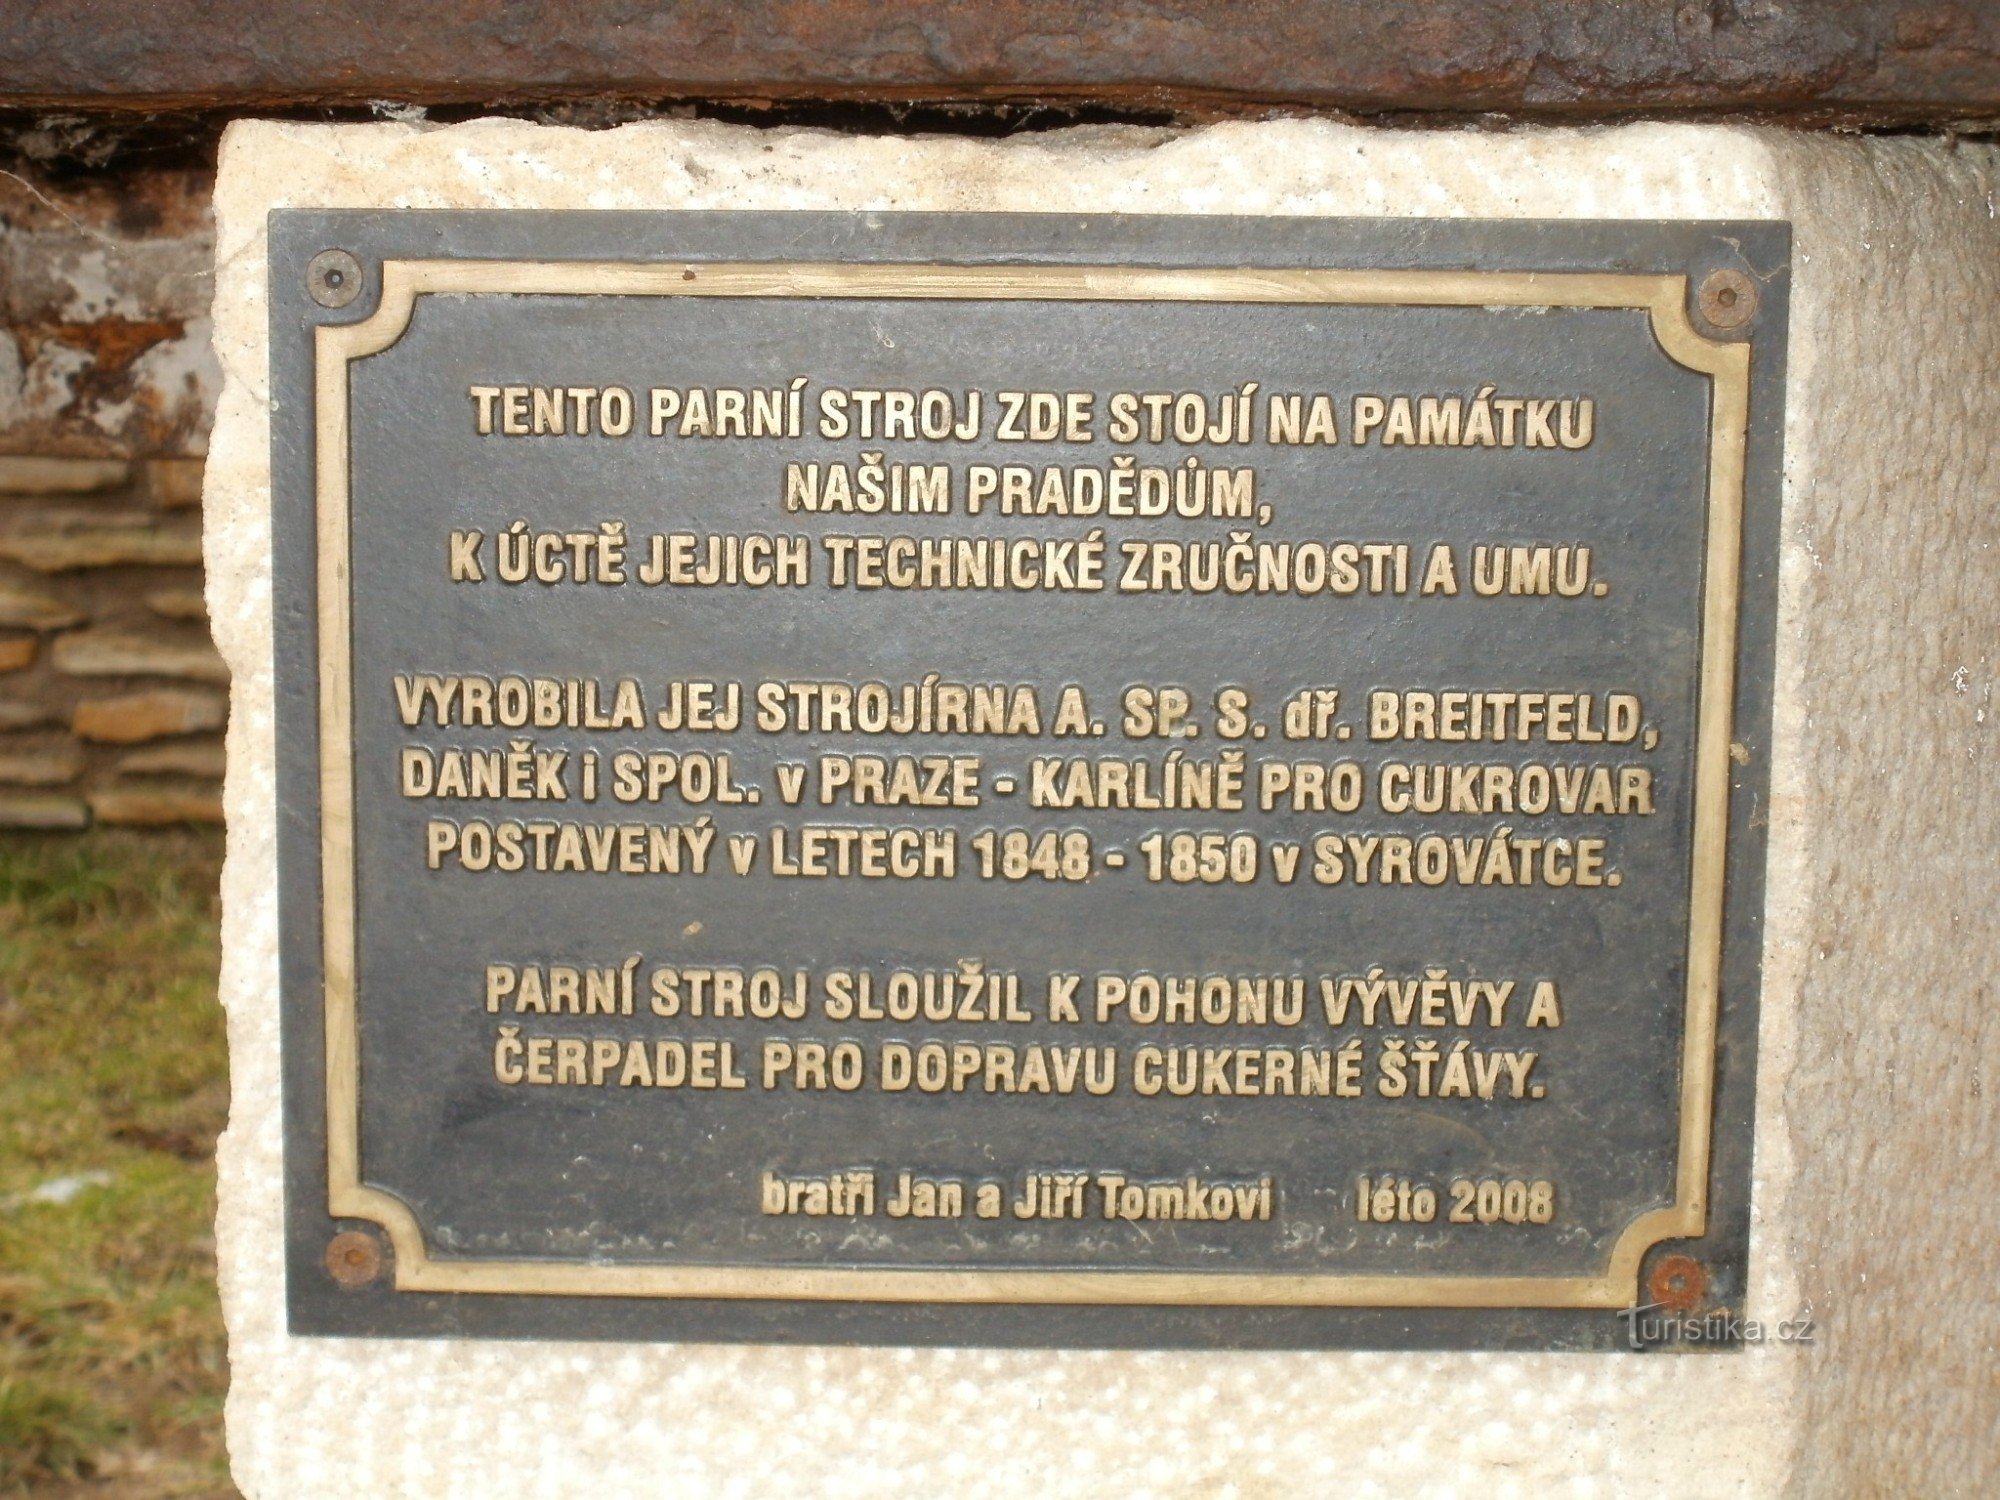 TENTO PARNÍ STROJ ZDE STOJÍ NA PAMÁTKU
NAŠIM PRADĚDŮM,
K ÚCTĚ JEJICH TECHNICKÉ ZRUČNOSTI A UMU.
VYROBILA JEJ STROJÍRNA A. SP. S. dř. BREITFELD,
DANĚK i SPOL. v PRAZE - KARLÍNĚ PRO CUKROVAR
POSTAVENÝ v LETECH 1848 - 1850 v SYROVÁTCE.
PARNÍ STROJ SLOUŽIL K POHONU VÝVĚVY A
ČERPADEL PRO DOPRAVU CUKERNÉ ŠŤÁVY.
bratři Jan a Jiří Tomkovi léto 2008
Turistika.cz